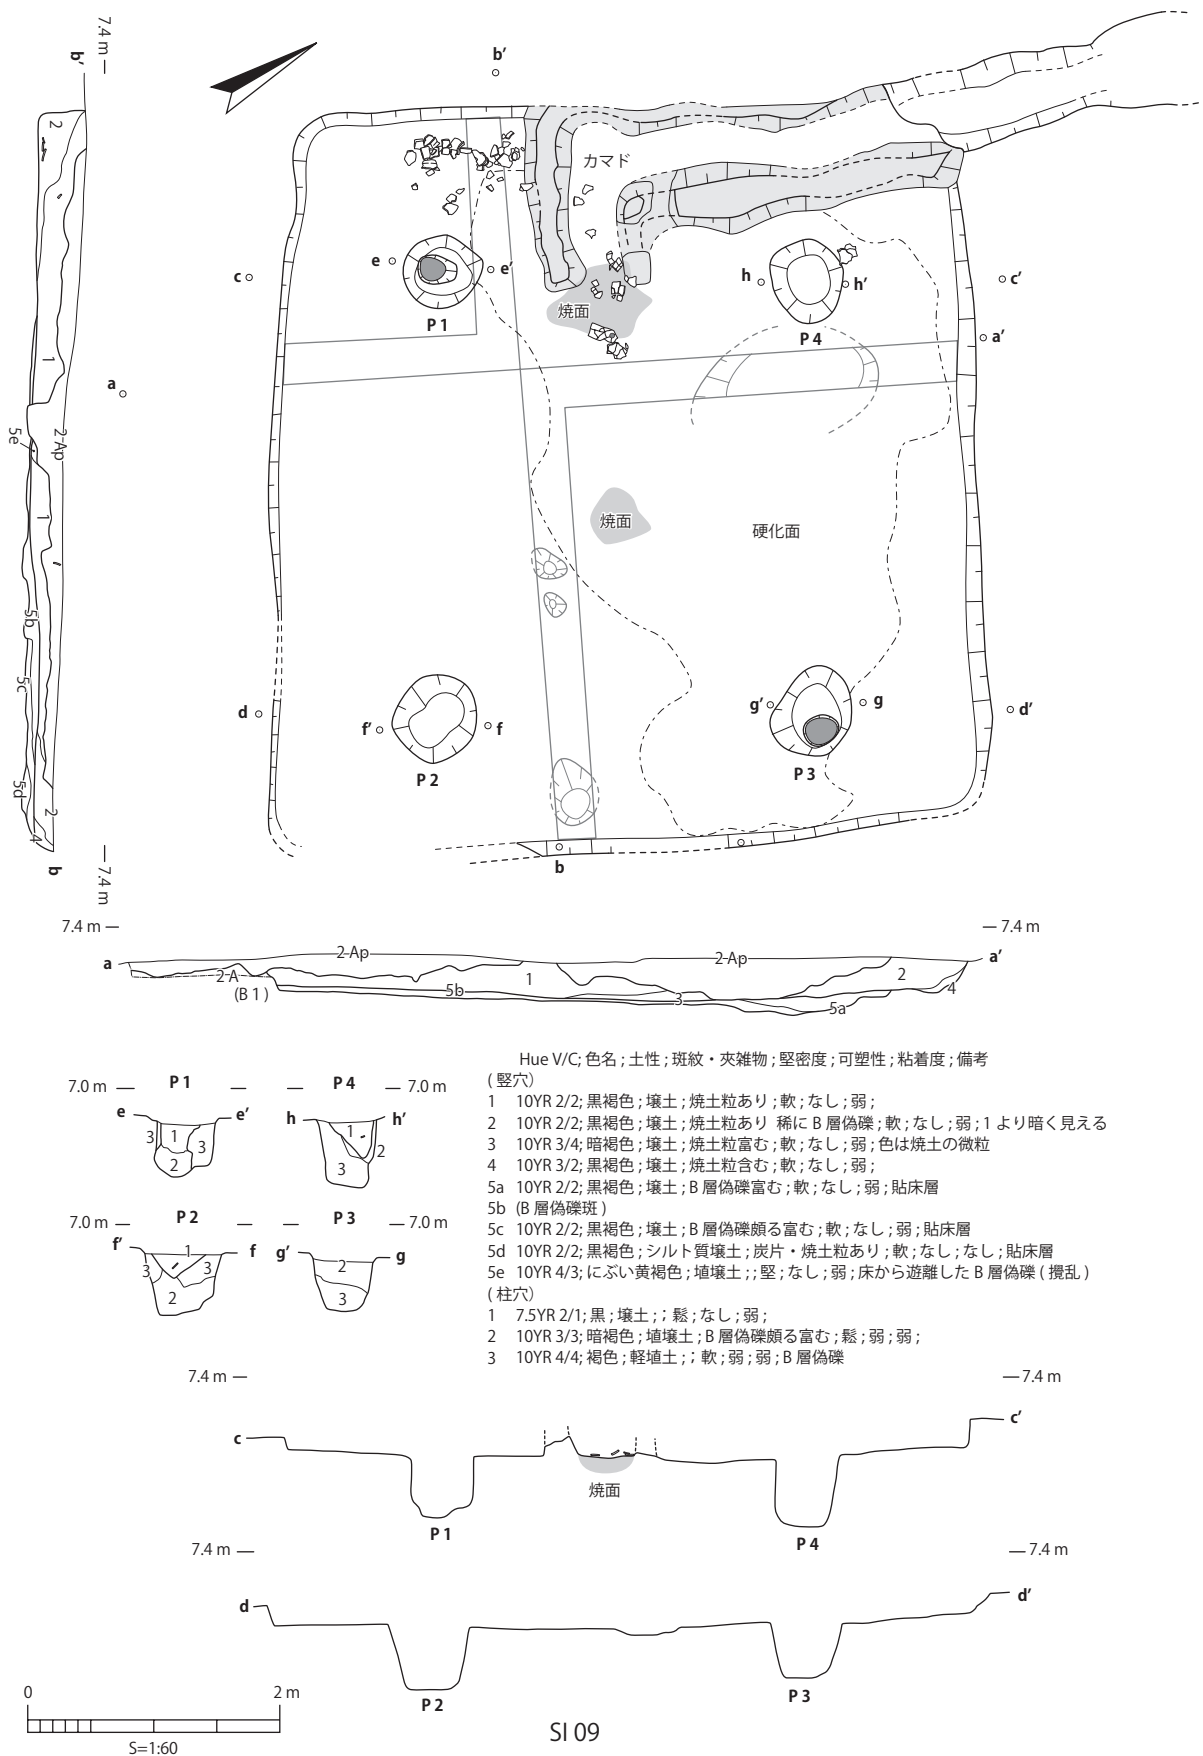 7.4 m
b’
b’
カマド
c
e
e’
h
h’
c’
P 1
焼面
P 4
a’
a
焼面
硬化面
d
f’
f
g’
g
d’
P 2
P 3
b
2
1
2-Ap
5e
1
5b
5c
5d
2
4
b
7.4 m
7.4 m
7.4 m
a
2-Ap
2-Ap
a’
2-A
(B 1 )
5b
1
3
2
4
5a
7.0 m
P 1
P 4
7.0 m
e
e’
h
h’
3
1
3
2
1
2
3
7.0 m
P 2
P 3
7.0 m
f’
f
g’
g
1
3
3
2
2
3
Hue V/C; 色名 ; 土性 ; 斑紋・夾雑物 ; 堅密度 ; 可塑性 ; 粘着度 ; 備考
( 竪穴）
1 10YR 2/2; 黒褐色 ; 壌土 ; 焼土粒あり ; 軟 ; なし ; 弱 ;
2 10YR 2/2; 黒褐色 ; 壌土 ; 焼土粒あり 稀に B 層偽礫 ; 軟 ; なし ; 弱 ; 1 より暗く見える
3 10YR 3/4; 暗褐色 ; 壌土 ; 焼土粒富む ; 軟 ; なし ; 弱 ; 色は焼土の微粒
4 10YR 3/2; 黒褐色 ; 壌土 ; 焼土粒含む ; 軟 ; なし ; 弱 ;
5a 10YR 2/2; 黒褐色 ; 壌土 ; B 層偽礫富む ; 軟 ; なし ; 弱 ; 貼床層
5b (B 層偽礫斑 )
5c 10YR 2/2; 黒褐色 ; 壌土 ; B 層偽礫頗る富む ; 軟 ; なし ; 弱 ; 貼床層
5d 10YR 2/2; 黒褐色 ; シルト質壌土 ; 炭片・焼土粒あり ; 軟 ; なし ; なし ; 貼床層
5e 10YR 4/3; にぶい黄褐色 ; 埴壌土 ; ; 堅 ; なし ; 弱 ; 床から遊離した B 層偽礫 ( 攪乱 )
( 柱穴）
1 7.5YR 2/1; 黒 ; 壌土 ; ; 鬆 ; なし ; 弱 ;
2 10YR 3/3; 暗褐色 ; 埴壌土 ; B 層偽礫頗る富む ; 鬆 ; 弱 ; 弱 ;
3 10YR 4/4; 褐色 ; 軽埴土 ; ; 軟 ; 弱 ; 弱 ; B 層偽礫
7.4 m
7.4 m
c
c’
焼面
P 1
P 4
7.4 m
7.4 m
d
d’
P 2
P 3
0
2 m
S=1:60
SI 09